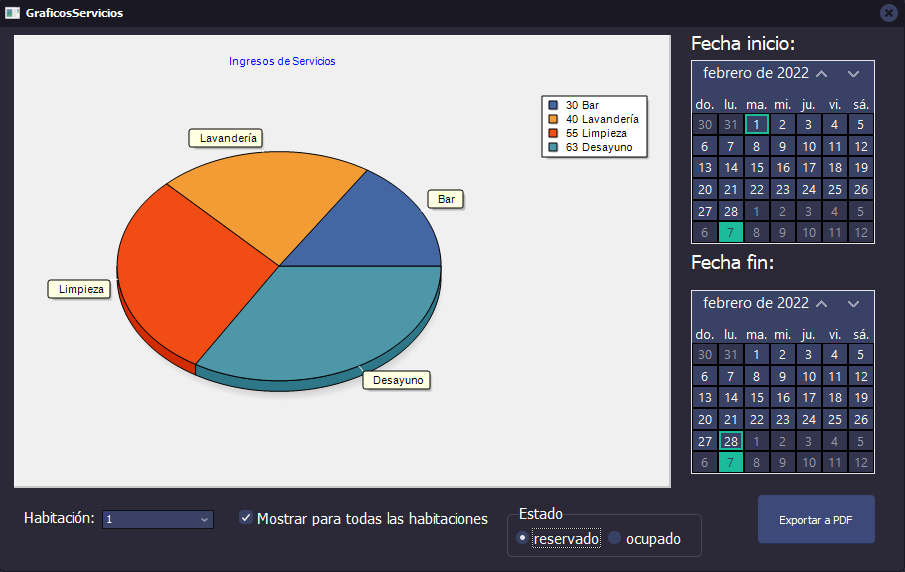 GraficosServicios
Ingresos de Servicios
30 Bar
40 Lavandería
55 Limpieza
63 Desayuno
Lavandería
Bar
Limpieza
Desayuno
Fecha inicio:
febrero de 2022
do. lu. ma. mi. ju. vi. sá.
30 31 1 2 3 4 5
6 7 8 9 10 11 12
13 14 15 16 17 18 19
20 21 22 23 24 25 26
27 28 1 2 3 4 5
6 7 8 9 10 11 12
Fecha fin:
febrero de 2022
do. lu. ma. mi. ju. vi. sá.
30 31 1 2 3 4 5
6 7 8 9 10 11 12
13 14 15 16 17 18 19
20 21 22 23 24 25 26
27 28 1 2 3 4 5
6 7 8 9 10 11 12
Habitación: 1
Mostrar para todas las habitaciones
Estado
reservado ocupado
Exportar a PDF